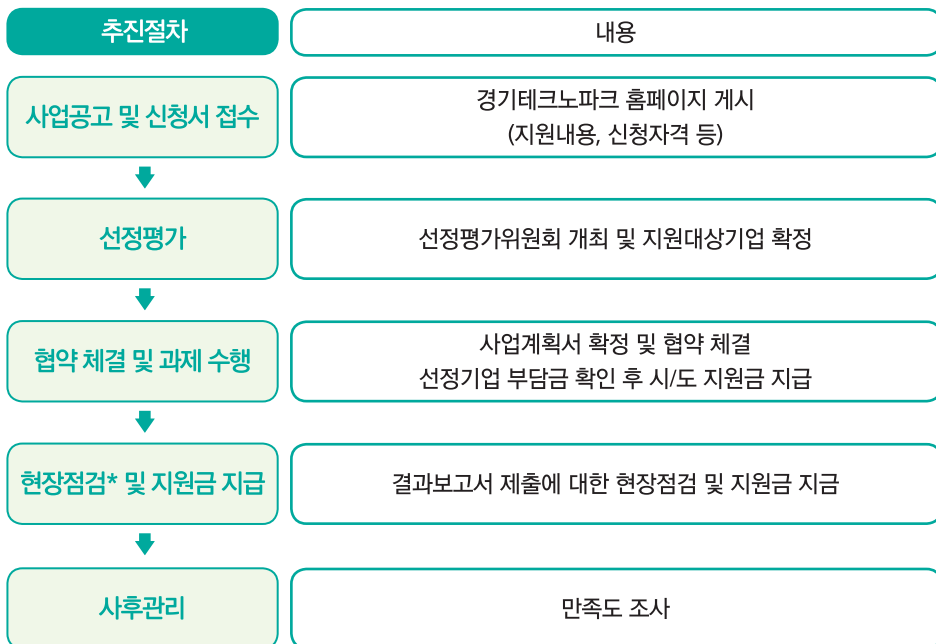 추진절차
내용
사업공고 및 신청서 접수
경기테크노파크 홈페이지 게시
(지원내용, 신청자격 등)
선정평가
선정평가위원회 개최 및 지원대상기업 확정
협약 체결 및 과제 수행
사업계획서 확정 및 협약 체결
선정기업 부담금 확인 후 시/도 지원금 지급
현장점검* 및 지원금 지급
결과보고서 제출에 대한 현장점검 및 지원금 지금
사후관리
만족도 조사